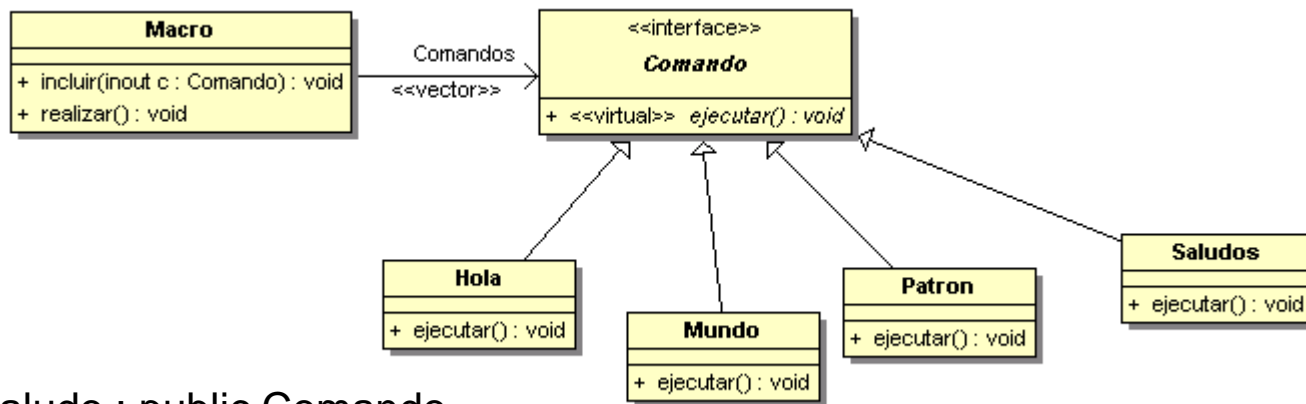 Macro
+ incluir(inout c : Comando) : void
+ realizar() : void
Comandos
<<vector>>
<<interface>>
Comando
+ <<virtual>> ejecutar() : void
Hola
+ ejecutar() : void
Mundo
+ ejecutar() : void
Patron
+ ejecutar() : void
Saludos
+ ejecutar() : void
aludo : public Comando